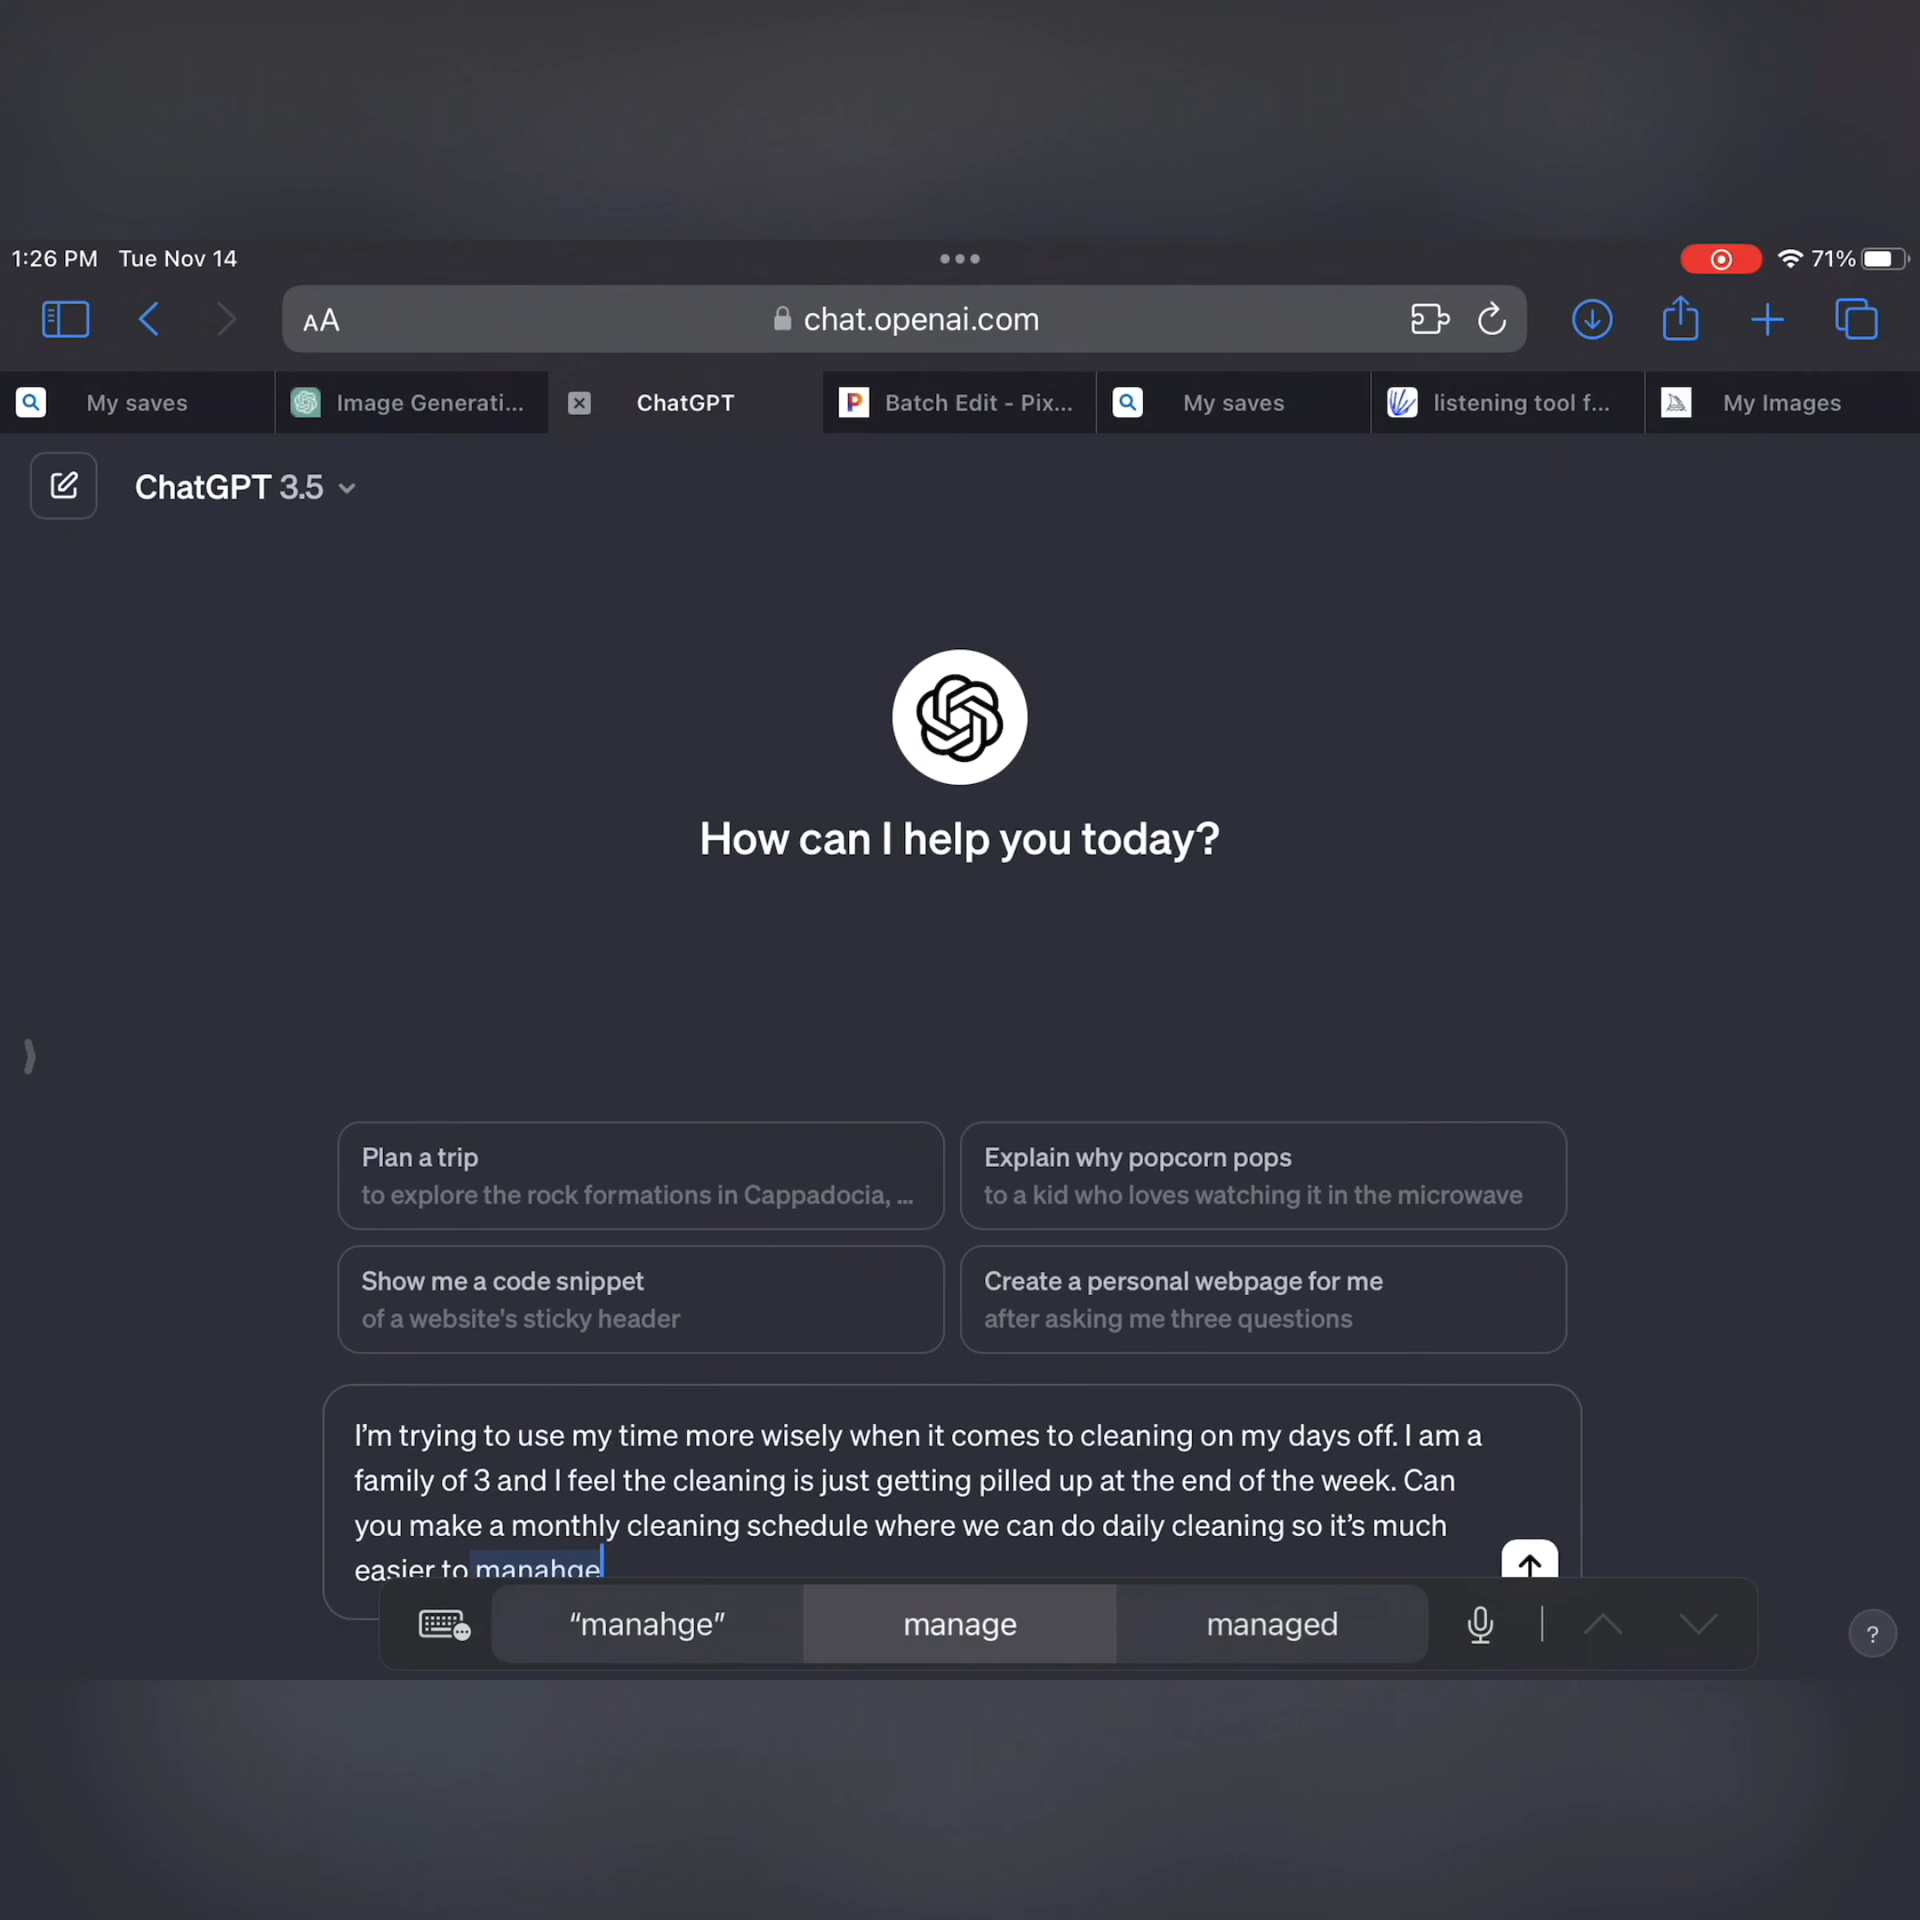 1:26 PM Tue Nov 14
71%
AA
chat.openai.com
My saves
Image Generati...
ChatGPT
Batch Edit - Pix...
My saves
listening tool f...
My Images
ChatGPT 3.5
How can I help you today?
Plan a trip
to explore the rock formations in Cappadocia, ...
Explain why popcorn pops
to a kid who loves watching it in the microwave
Show me a code snippet
of a website's sticky header
Create a personal webpage for me
after asking me three questions
I’m trying to use my time more wisely when it comes to cleaning on my days off. I am a
family of 3 and I feel the cleaning is just getting pilled up at the end of the week. Can
you make a monthly cleaning schedule where we can do daily cleaning so it’s much
easier to manahge
“manahge” manage managed
?